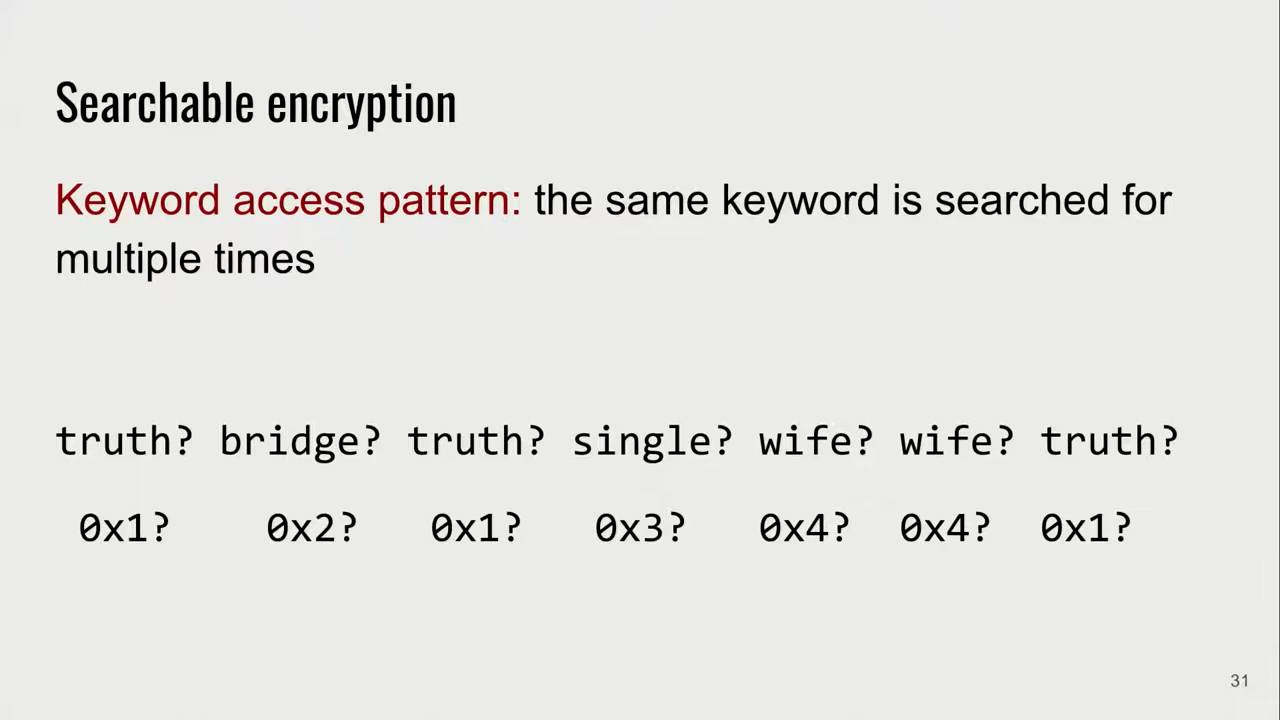 Searchable encryption
Keyword access pattern: the same keyword is searched for
multiple times
truth? bridge? truth? single? wife? wife? truth?
0x1? 0x2? 0x1? 0x3? 0x4? 0x4? 0x1?
31